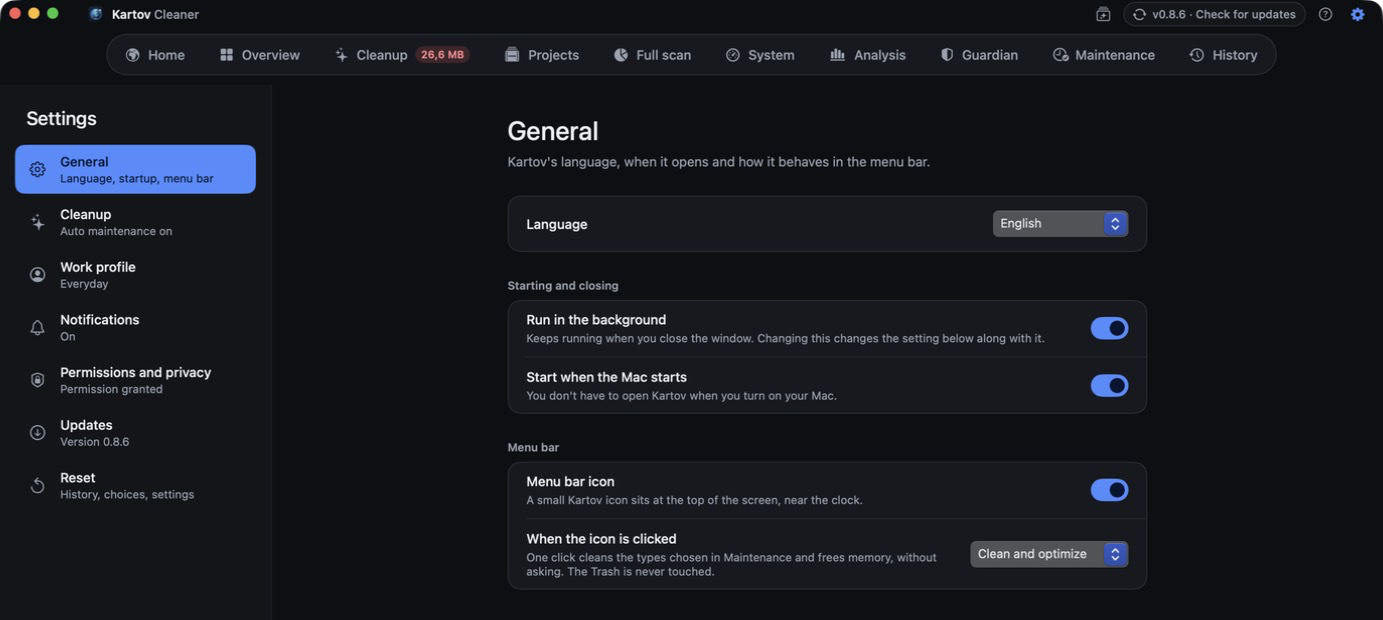 Kartov Cleaner
v0.8.6 · Check for updates
Home
Overview
Cleanup 26,6 MB
Projects
Full scan
System
Analysis
Guardian
Maintenance
History
Settings
General
Language, startup, menu bar
Cleanup
Auto maintenance on
Work profile
Everyday
Notifications
On
Permissions and privacy
Permission granted
Updates
Version 0.8.6
Reset
History, choices, settings
General
Kartov's language, when it opens and how it behaves in the menu bar.
Language
English
Starting and closing
Run in the background
Keeps running when you close the window. Changing this changes the setting below along with it.
Start when the Mac starts
You don't have to open Kartov when you turn on your Mac.
Menu bar
Menu bar icon
A small Kartov icon sits at the top of the screen, near the clock.
When the icon is clicked
One click cleans the types chosen in Maintenance and frees memory, without
asking. The Trash is never touched.
Clean and optimize